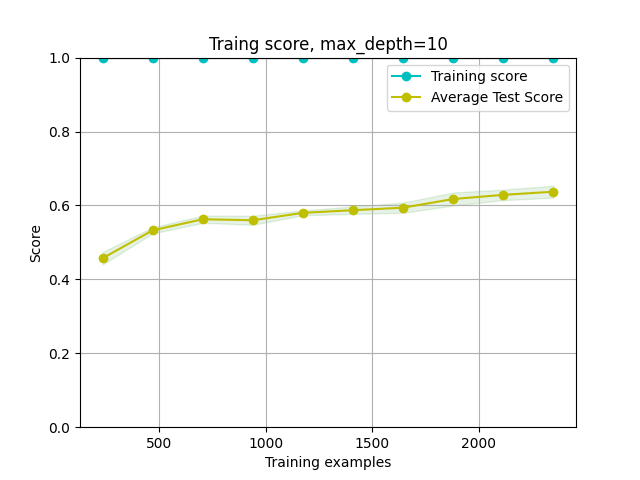 Traing score, max_depth=10
Training score
Average Test Score
1.0
0.8
0.6
0.4
0.2
0.0
Score
500 1000 1500 2000
Training examples